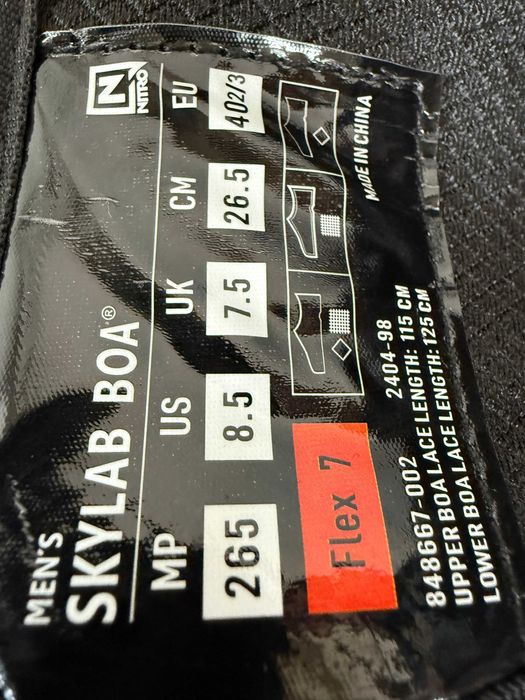 MEN'S
SKYLAB BOA®
N
NITRO
MP US UK CM EU
265 8.5 7.5 26.5 40 2/3
Flex 7
MADE IN CHINA
848667-002 2404-98
UPPER BOA LACE LENGTH: 115 CM
LOWER BOA LACE LENGTH: 125 CM